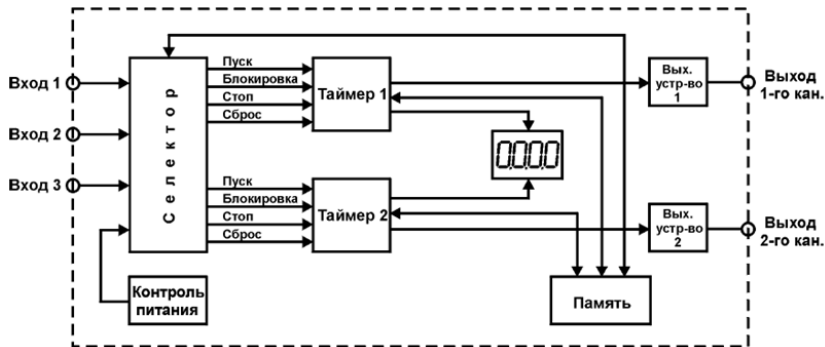 Вход 1
Вход 2
Вход 3
Селектор
Пуск
Блокировка
Стоп
Сброс
Таймер 1
Вых.
устр-во
1
Выход
1-го кан.
0,0,0,0
Пуск
Блокировка
Стоп
Сброс
Таймер 2
Вых.
устр-во
2
Выход
2-го кан.
Контроль
питания
Память